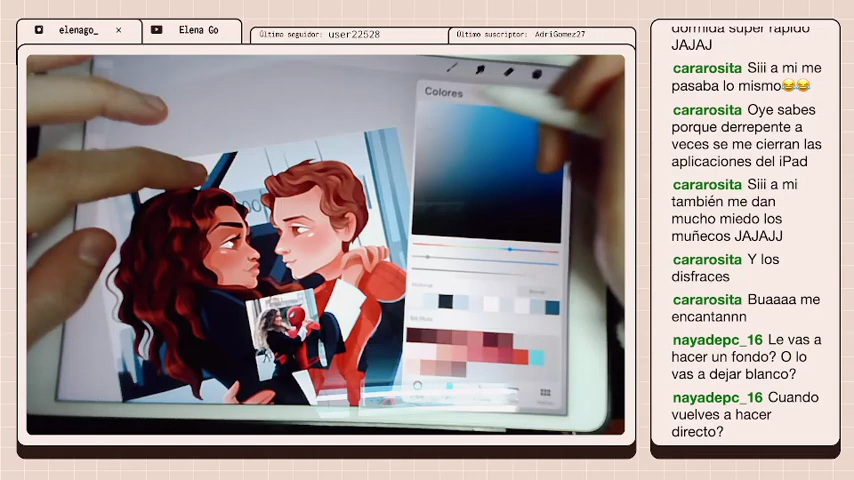 elenago_
×
Elena Go
Último seguidor: user22528
Último suscriptor: AdriGomez27
Colores
dormida súper rápido
JAJAJ
cararosita Siii a mi me
pasaba lo mismo😂😂
cararosita Oye sabes
porque derrepente a
veces se me cierran las
aplicaciones del iPad
cararosita Siii a mi
también me dan
mucho miedo los
muñecos JAJAJJ
cararosita Y los
disfraces
cararosita Buaaaa me
encantannn
nayadepc_16 Le vas a
hacer un fondo? O lo
vas a dejar blanco?
nayadepc_16 Cuando
vuelves a hacer
directo?